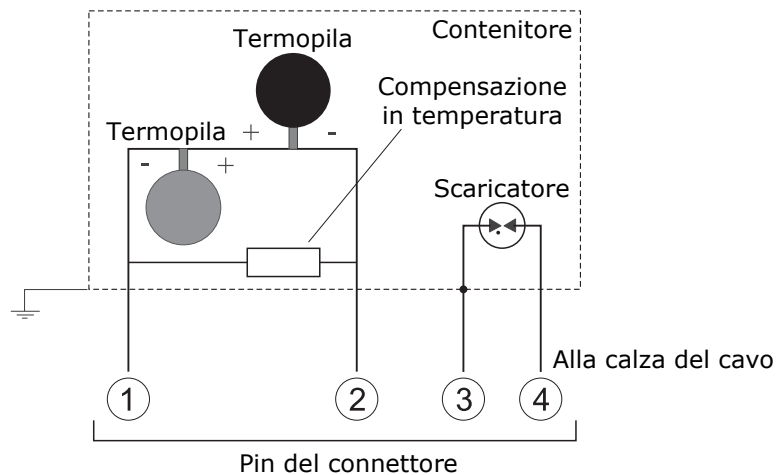 Contenitore
Termopila
Compensazione
in temperatura
Termopila
+
-
-
+
Scaricatore
Alla calza del cavo
1
2
3
4
Pin del connettore